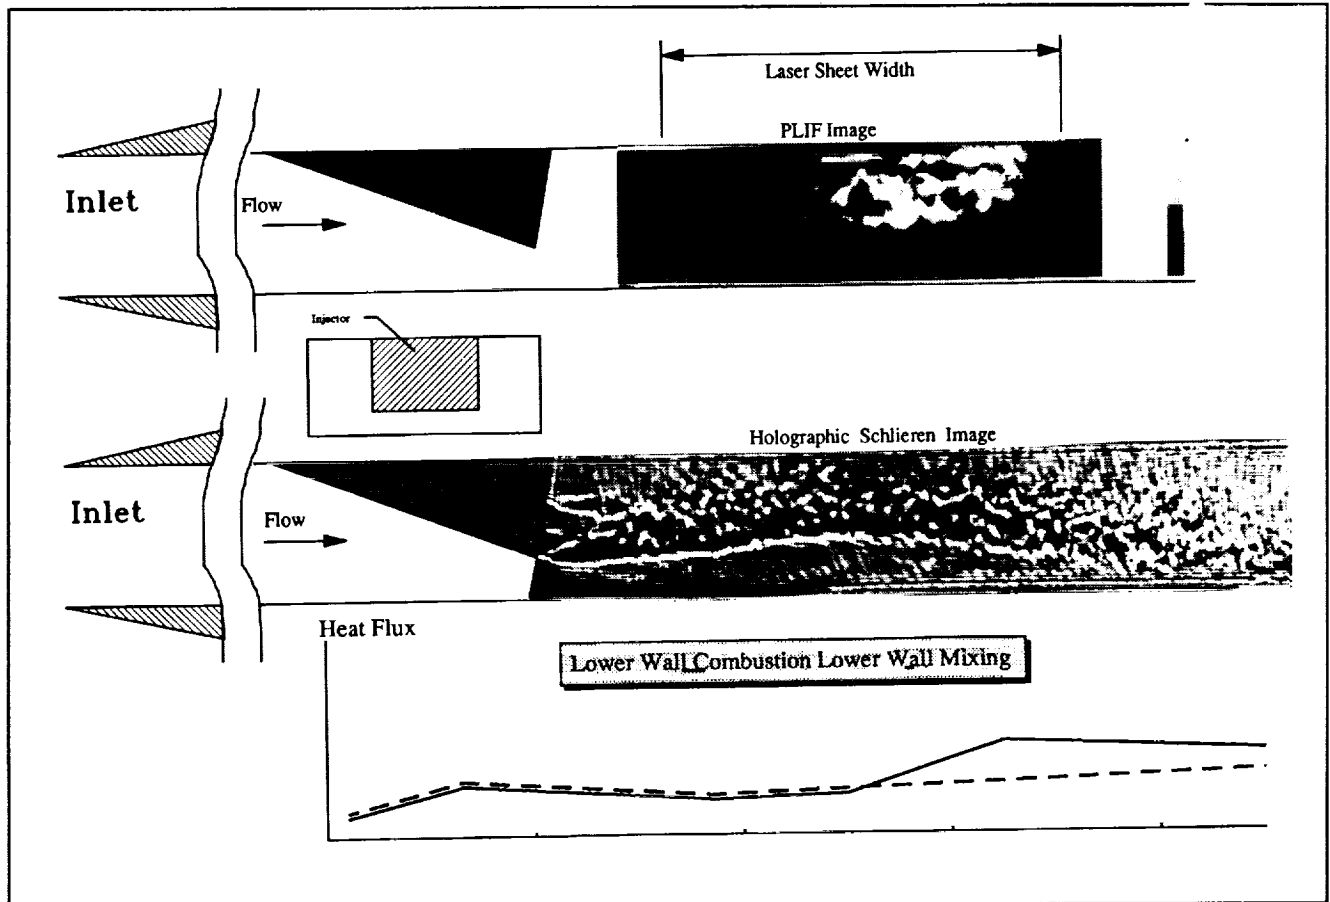 Laser Sheet Width
PLIF Image
Inlet
Flow
Injector
Holographic Schlieren Image
Inlet
Flow
Heat Flux
Lower Wall Combustion Lower Wall Mixing